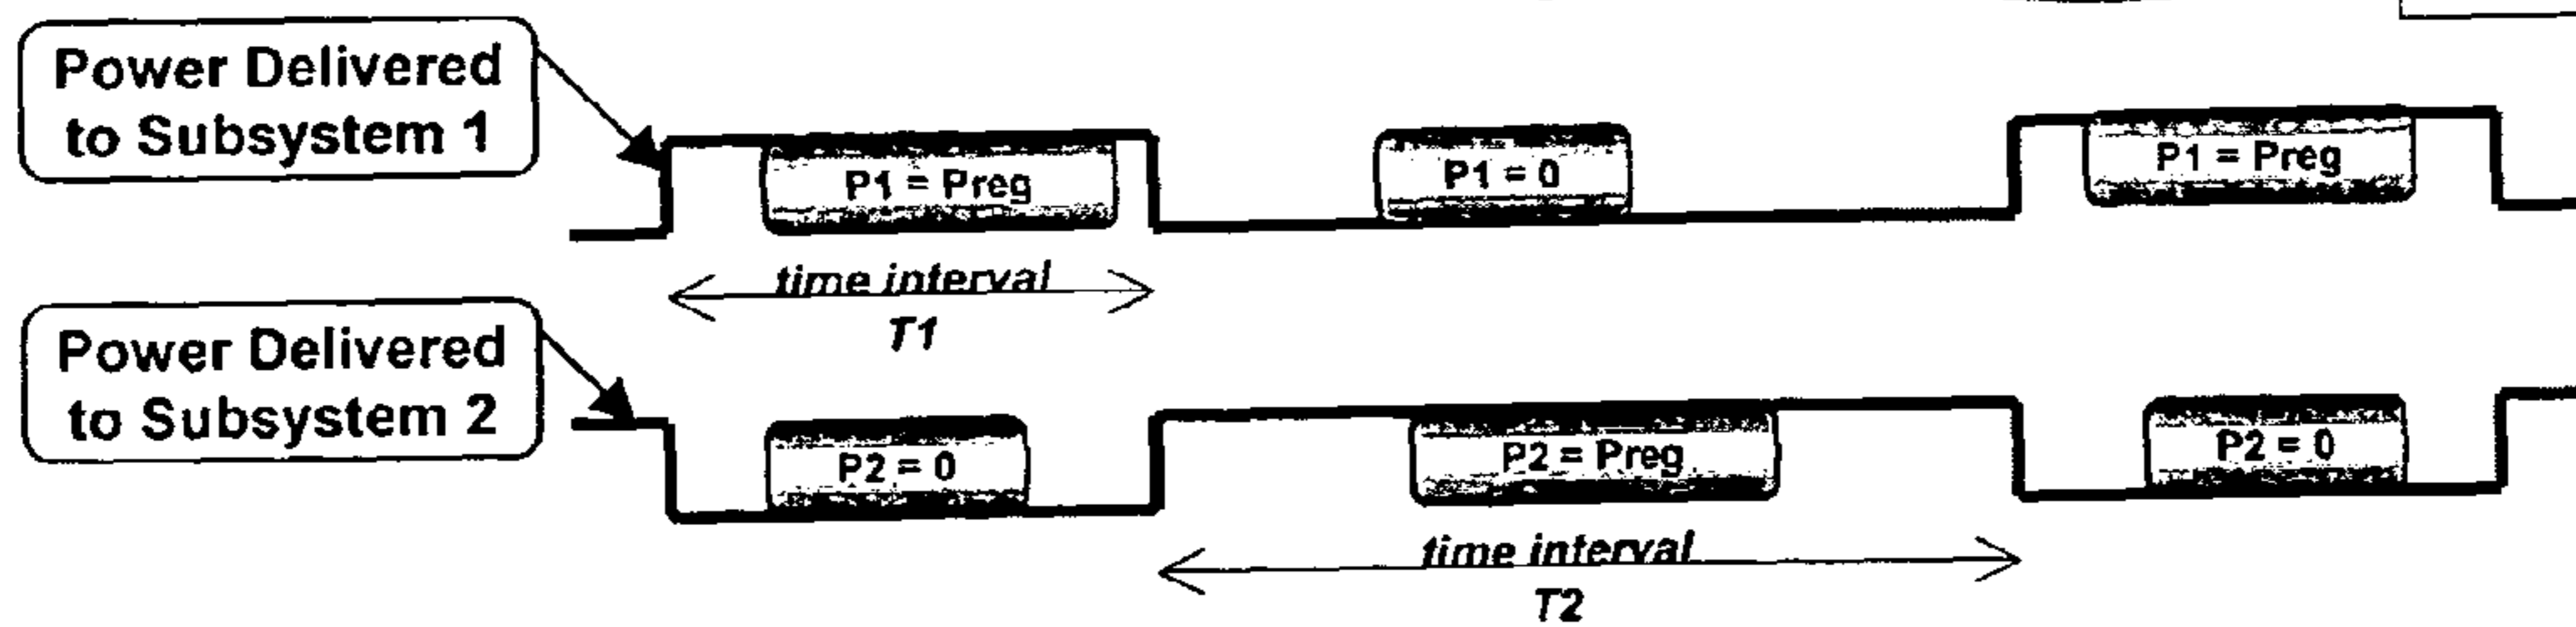 Power Delivered
to Subsystem 1
P1 = Preg
P1 = 0
P1 = Preg
time interval
T1
Power Delivered
to Subsystem 2
P2 = 0
P2 = Preg
P2 = 0
time interval
T2